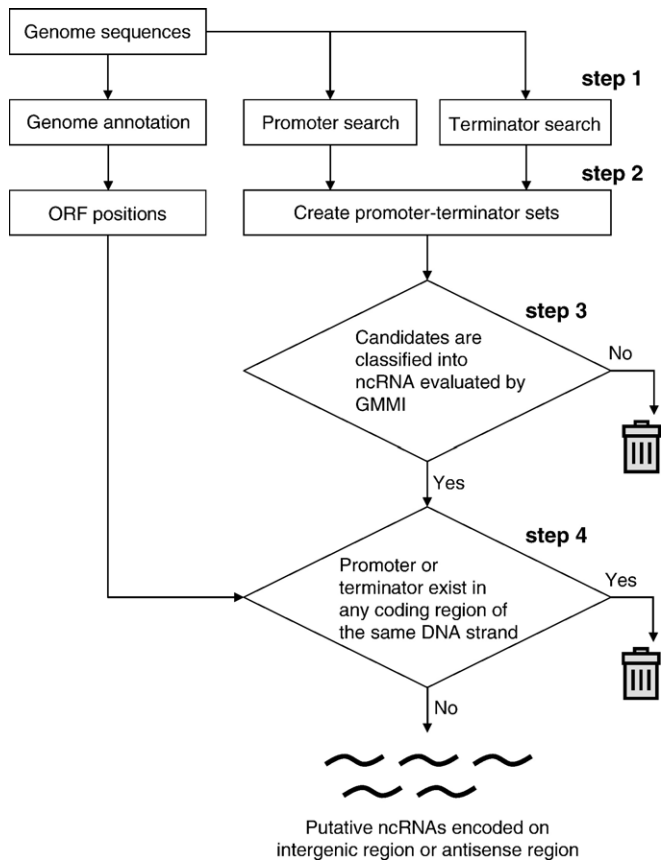 Genome sequences
step 1
Genome annotation
Promoter search
Terminator search
step 2
ORF positions
Create promoter-terminator sets
step 3
Candidates are
classified into
ncRNA evaluated by
GMMI
No
Yes
step 4
Promoter or
terminator exist in
any coding region of
the same DNA strand
Yes
No
Putative ncRNAs encoded on
intergenic region or antisense region